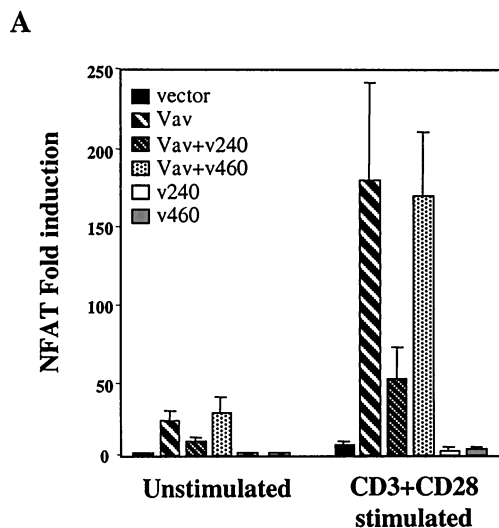 A
NFAT Fold induction
250
200
150
100
50
0
vector
Vav
Vav+v240
Vav+v460
v240
v460
Unstimulated
CD3+CD28
stimulated